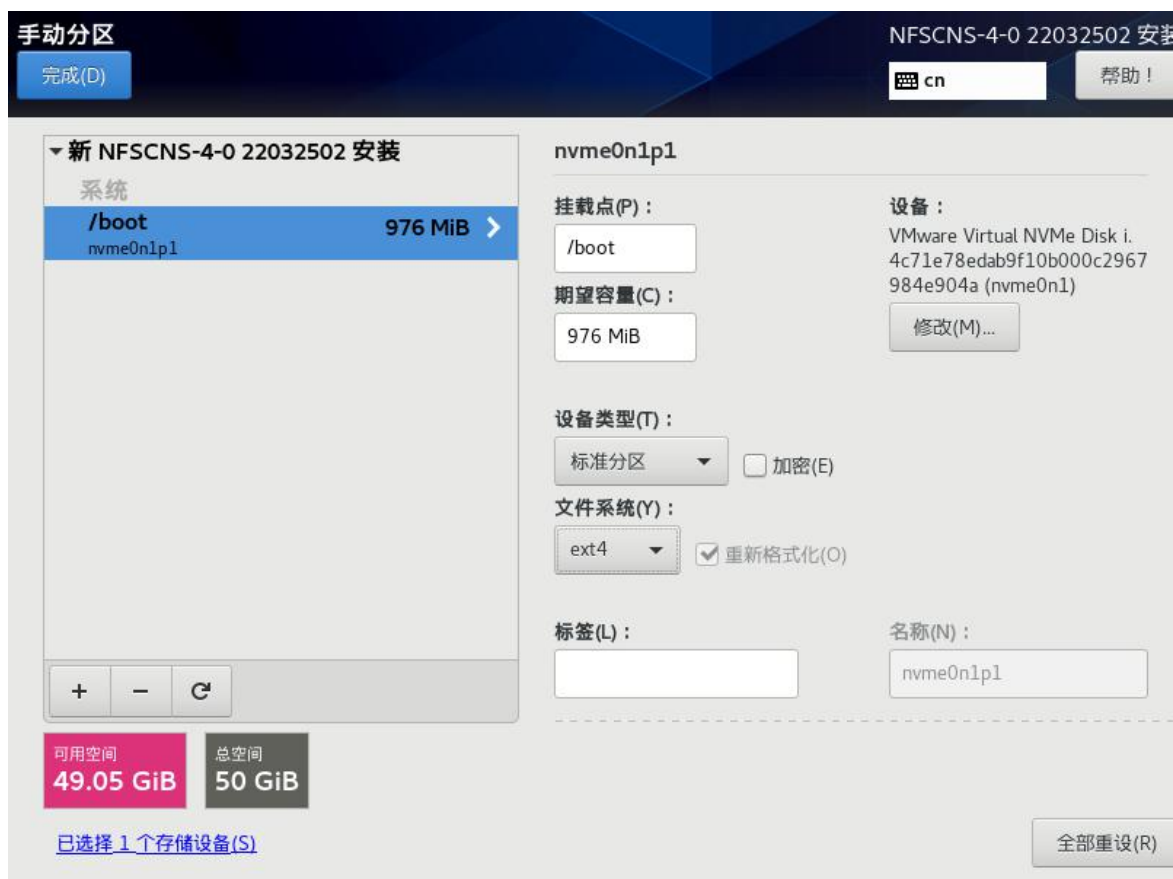 手动分区
NFSCNS-4-0 22032502 安装
完成(D)
cn
帮助！
新 NFSCNS-4-0 22032502 安装
系统
/boot
976 MiB
nvme0n1p1
nvme0n1p1
挂载点(P)：
/boot
期望容量(C)：
976 MiB
设备：
VMware Virtual NVMe Disk i.
4c71e78edab9f10b000c2967
984e904a (nvme0n1)
修改(M)...
设备类型(T)：
标准分区
加密(E)
文件系统(Y)：
ext4
重新格式化(O)
标签(L)：
名称(N)：
nvme0n1p1
可用空间
49.05 GiB
总空间
50 GiB
已选择 1 个存储设备(S)
全部重设(R)